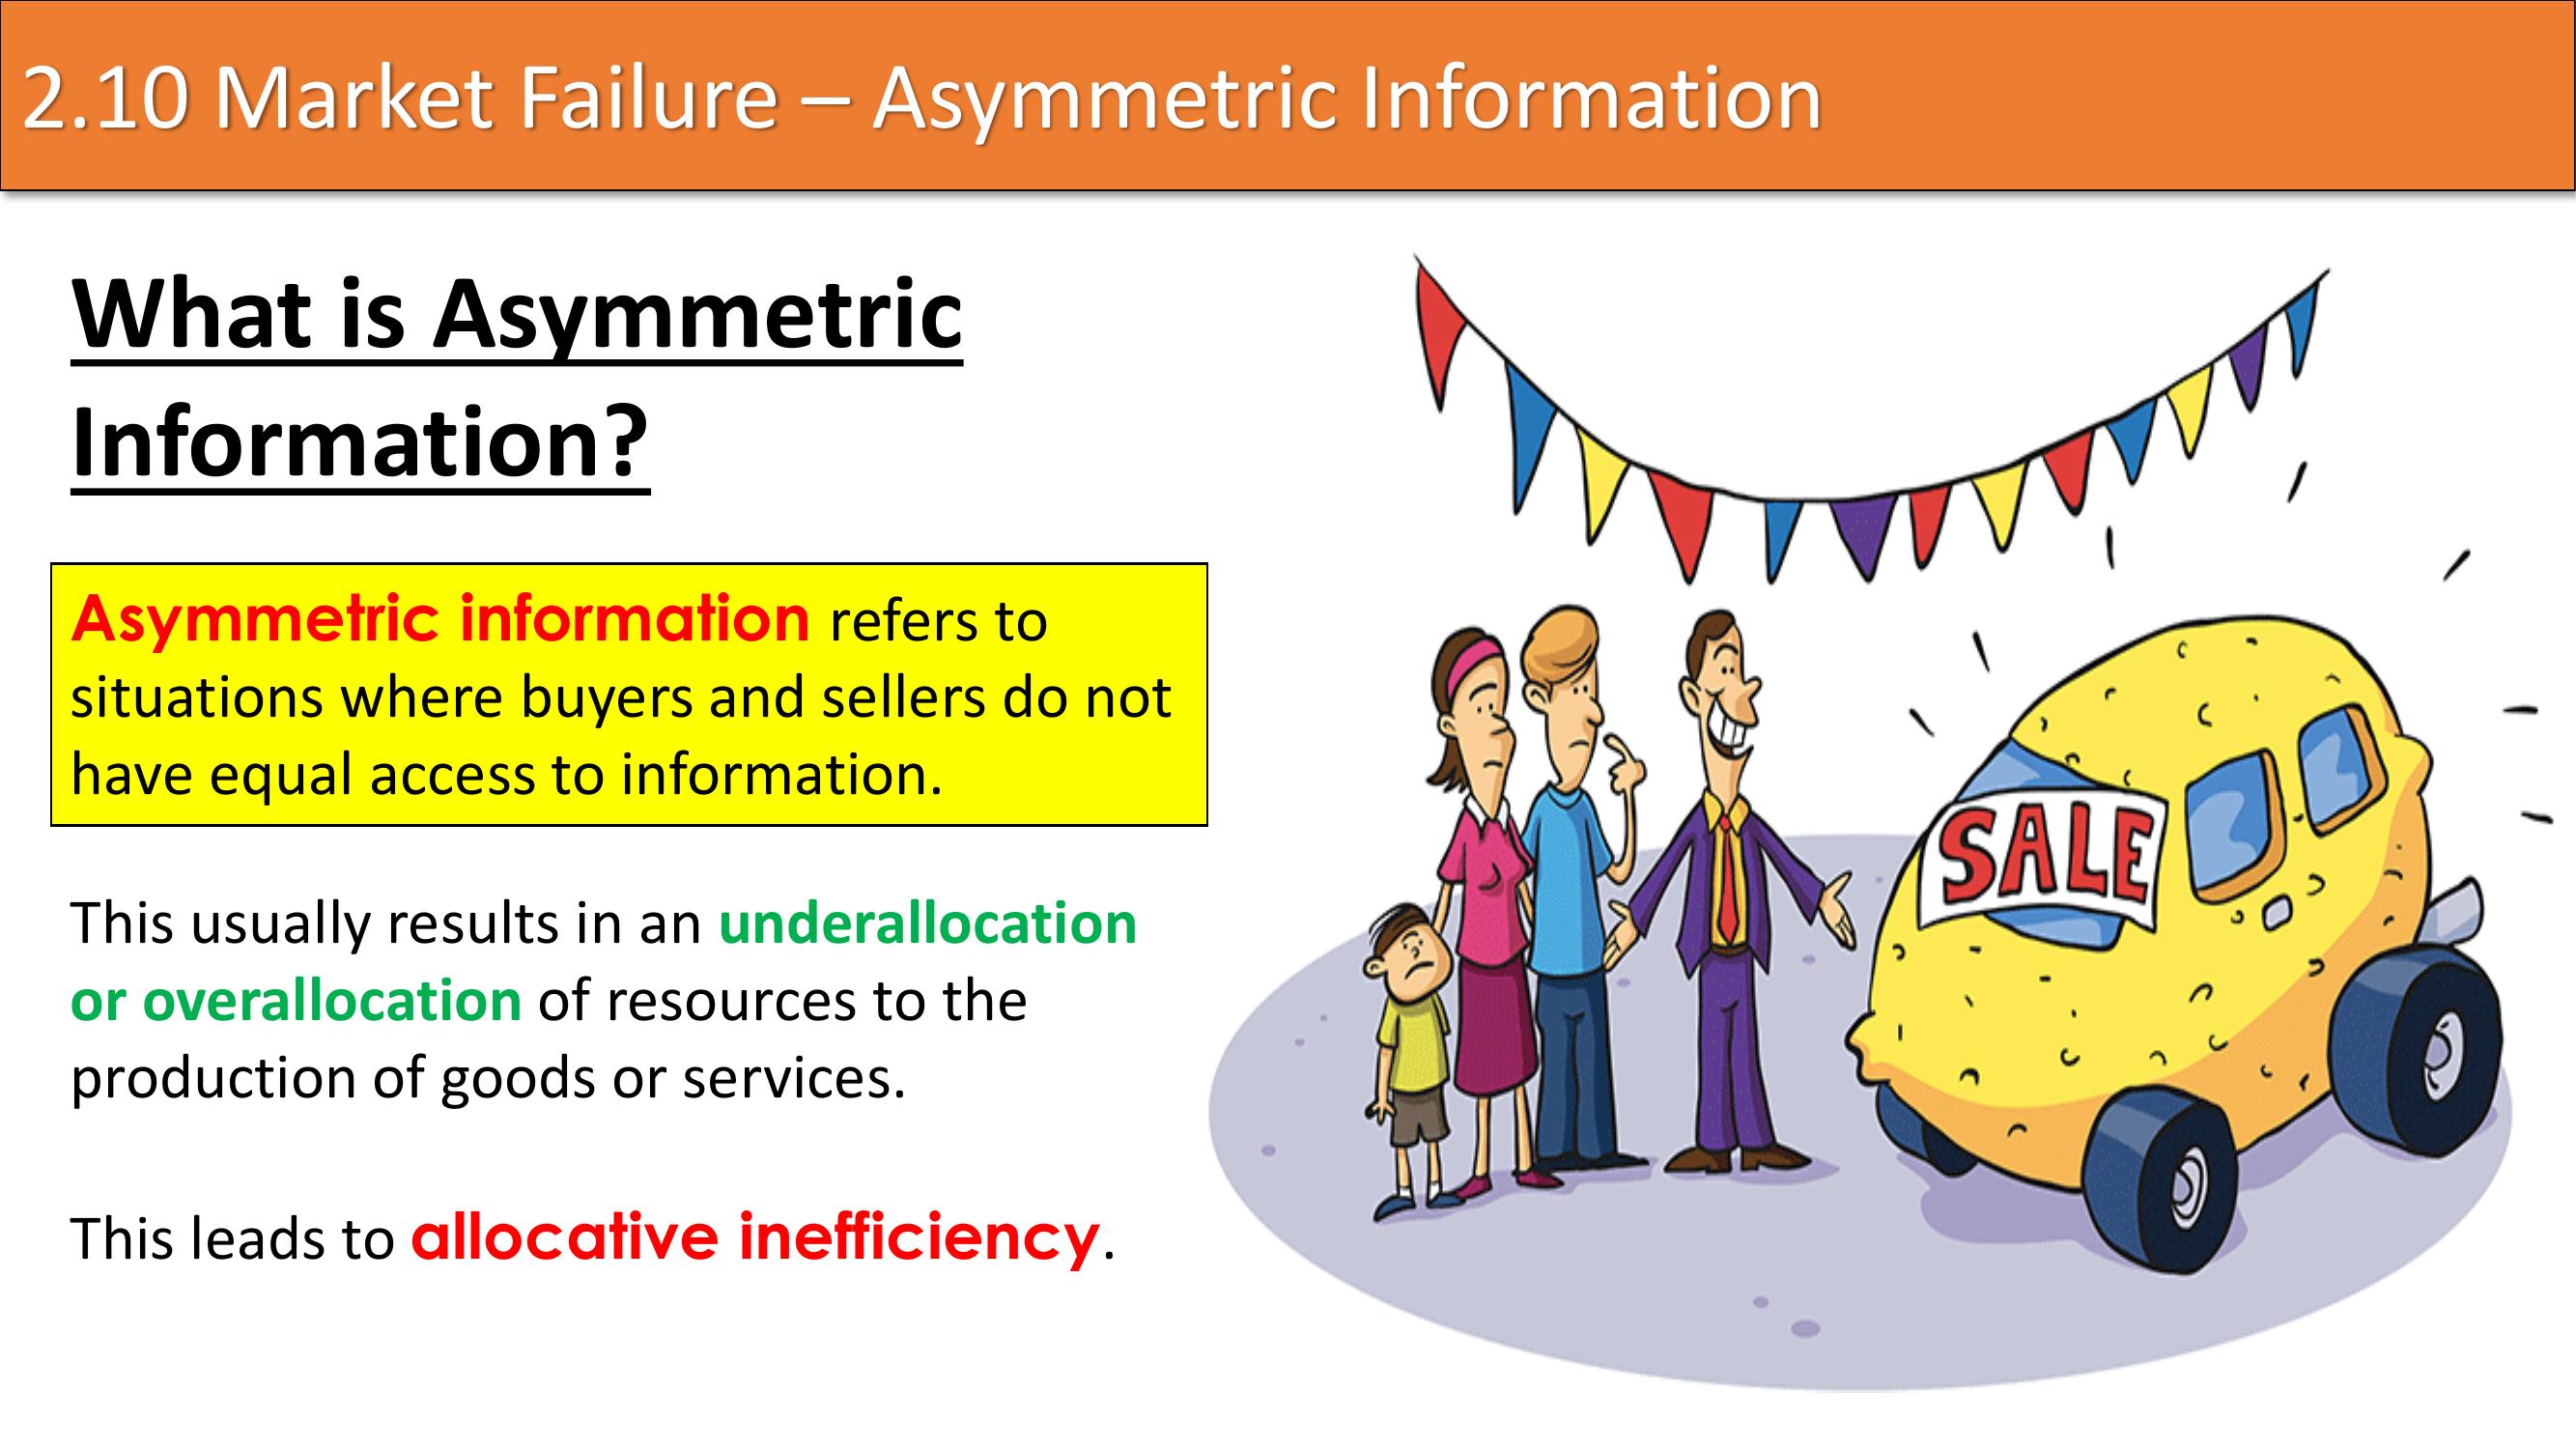 2.10 Market Failure – Asymmetric Information
What is Asymmetric
Information?
Asymmetric information refers to
situations where buyers and sellers do not
have equal access to information.
This usually results in an underallocation
or overallocation of resources to the
production of goods or services.
This leads to allocative inefficiency.
SALE